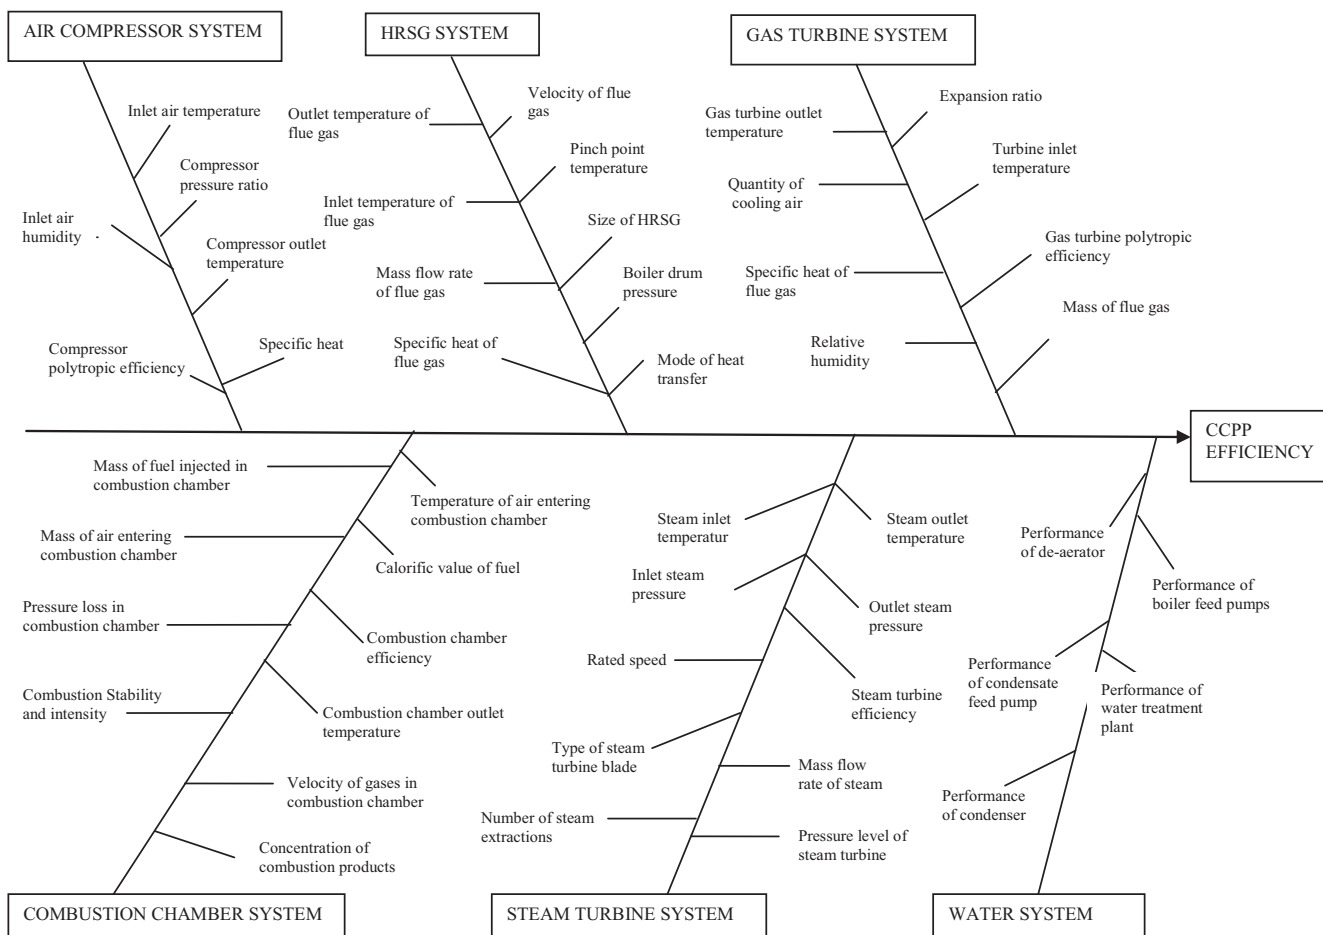 AIR COMPRESSOR SYSTEM
HRSG SYSTEM
GAS TURBINE SYSTEM
Inlet air temperature
Compressor
pressure ratio
Inlet air
humidity
Compressor outlet
temperature
Compressor
polytropic efficiency
Specific heat
Outlet temperature of
flue gas
Velocity of flue
gas
Pinch point
temperature
Inlet temperature of
flue gas
Size of HRSG
Mass flow rate
of flue gas
Boiler drum
pressure
Specific heat of
flue gas
Mode of heat
transfer
Gas turbine outlet
temperature
Expansion ratio
Turbine inlet
temperature
Quantity of
cooling air
Gas turbine polytropic
efficiency
Specific heat of
flue gas
Mass of flue gas
Relative
humidity
CCPP
EFFICIENCY
Mass of fuel injected in
combustion chamber
Temperature of air entering
combustion chamber
Mass of air entering
combustion chamber
Calorific value of fuel
Pressure loss in
combustion chamber
Combustion chamber
efficiency
Combustion Stability
and intensity
Combustion chamber outlet
temperature
Velocity of gases in
combustion chamber
Concentration of
combustion products
Steam inlet
temperatur
Steam outlet
temperature
Inlet steam
pressure
Outlet steam
pressure
Rated speed
Steam turbine
efficiency
Type of steam
turbine blade
Mass flow
rate of steam
Number of steam
extractions
Pressure level of
steam turbine
Performance
of de-aerator
Performance of
boiler feed pumps
Performance
of condensate
feed pump
Performance of
water treatment
plant
Performance
of condenser
COMBUSTION CHAMBER SYSTEM
STEAM TURBINE SYSTEM
WATER SYSTEM